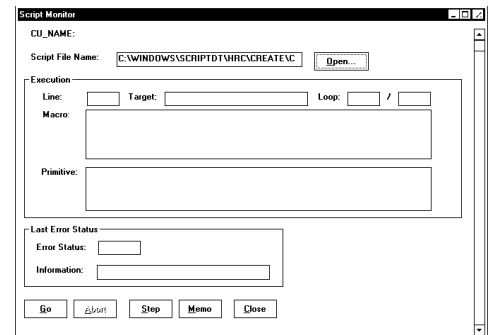 Script Monitor
CU_NAME:
Script File Name: C:\WINDOWS\SCRIPTDT\HRC\CREATE\C Open...
Execution
Line: Target: Loop: /
Macro:
Primitive:
Last Error Status
Error Status:
Information:
Go Abort Step Memo Close